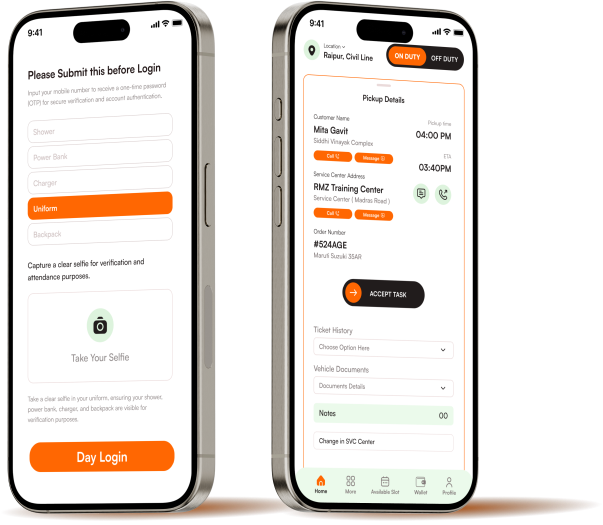 9:41
Please Submit this before Login
Input your mobile number to receive a one-time password
(OTP) for secure verification and account authentication.
Shower
Power Bank
Charger
Uniform
Backpack
Capture a clear selfie for verification and
attendance purposes.
Take Your Selfie
Take a clear selfie in your uniform, ensuring your shower,
power bank, charger, and backpack are visible for
verification purposes.
Day Login
9:41
Location
Raipur, Civil Line
ON DUTY
OFF DUTY
Pickup Details
Customer Name
Pickup time
Mita Gavit
04:00 PM
Siddhi Vinayek Complex
Call
Message
ETA
03:40PM
Service Center Address
RMZ Training Center
Service Center ( Madras Road )
Call
Message
Order Number
#524AGE
Maruti Suzuki 35AR
ACCEPT TASK
Ticket History
Choose Option Here
Vehicle Documents
Documents Details
Notes
00
Change in SVC Center
Home
More
Available Slot
Wallet
Profile